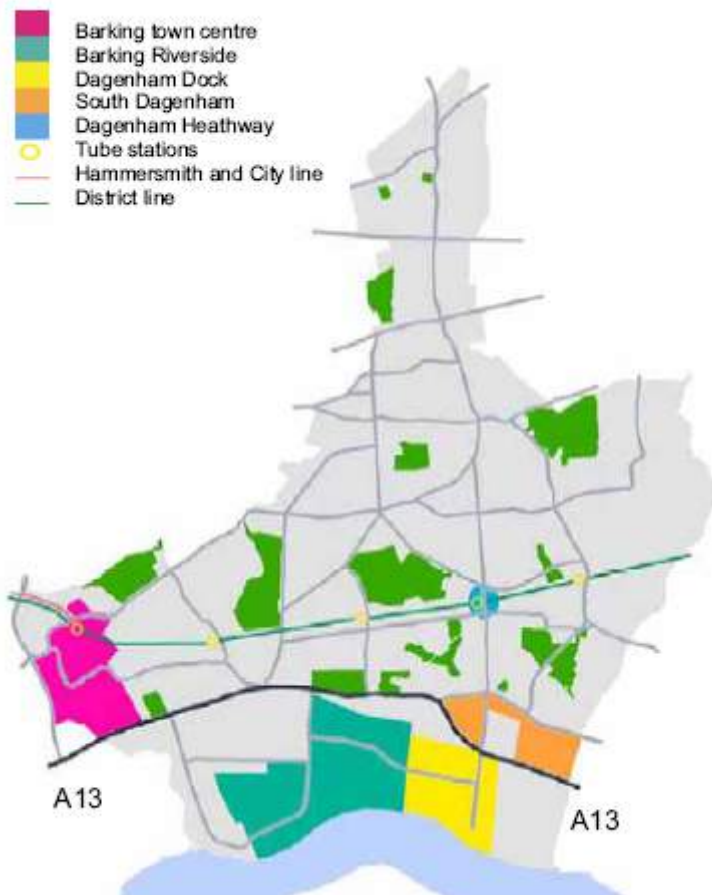 Barking town centre
Barking Riverside
Dagenham Dock
South Dagenham
Dagenham Heathway
Tube stations
Hammersmith and City line
District line
A13
A13